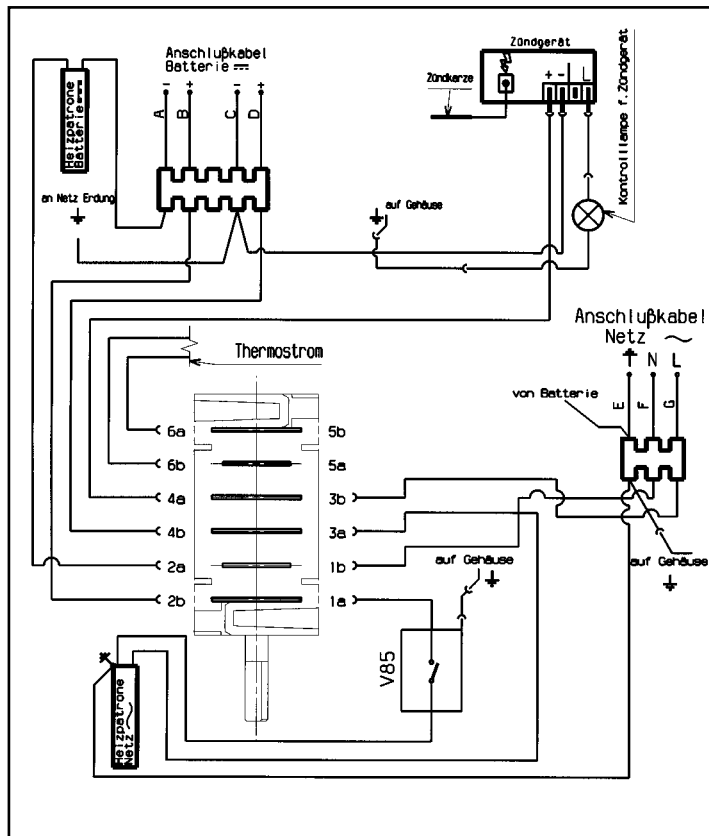 Anschlußkabel
Batterie
- + - +
A B C D
Heizpatrone
Batterie
an Netz Erdung
Zündgerät
+ -
L
Zündkerze
Kontrolllampe f. Zündgerät
auf Gehäuse
Anschlußkabel
Netz ~
N L
E F G
von Batterie
auf Gehäuse
Thermostrom
6a 5b
6b 5a
4a 3b
4b 3a
2a 1b
2b 1a
auf Gehäuse
V85
Heizpatrone
Netz ~